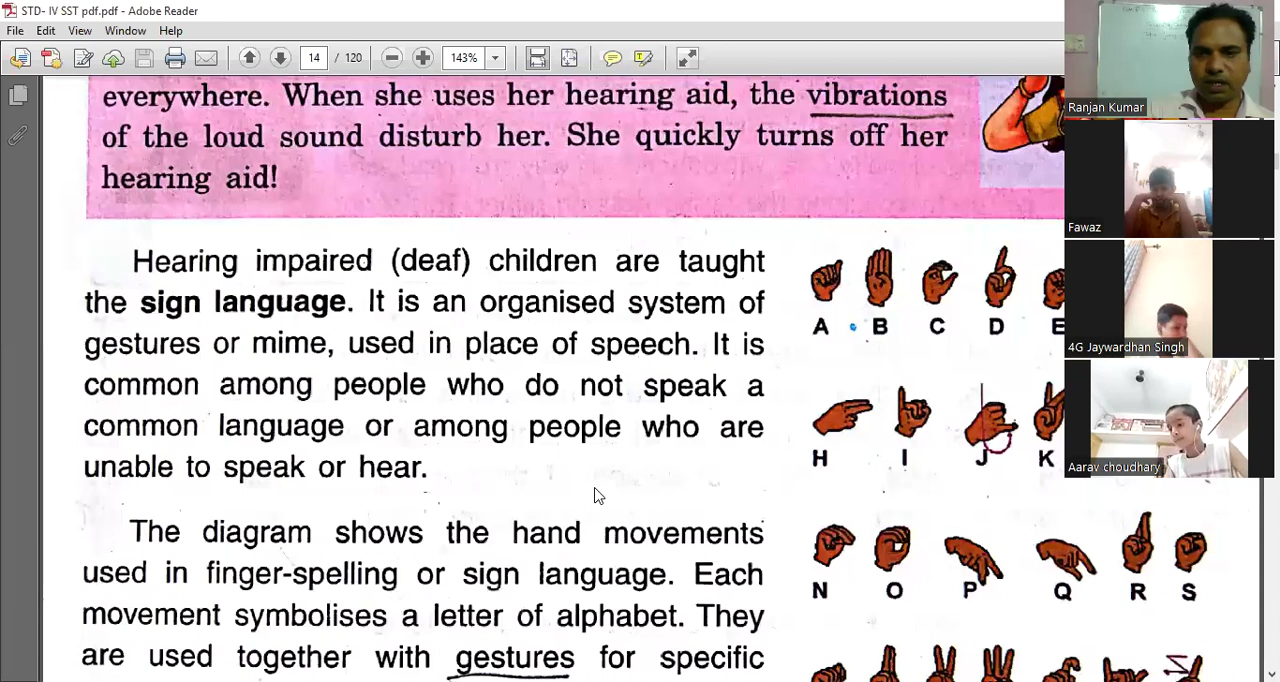 STD- IV SST pdf.pdf - Adobe Reader
File Edit View Window Help
14 / 120 143%
everywhere. When she uses her hearing aid, the vibrations
of the loud sound disturb her. She quickly turns off her
hearing aid!
Hearing impaired (deaf) children are taught
the sign language. It is an organised system of
gestures or mime, used in place of speech. It is
common among people who do not speak a
common language or among people who are
unable to speak or hear.
The diagram shows the hand movements
used in finger-spelling or sign language. Each
movement symbolises a letter of alphabet. They
are used together with gestures for specific
A B C D E
H I J K
N O P Q R S
Ranjan Kumar
Fawaz
4G Jaywardhan Singh
Aarav choudhary